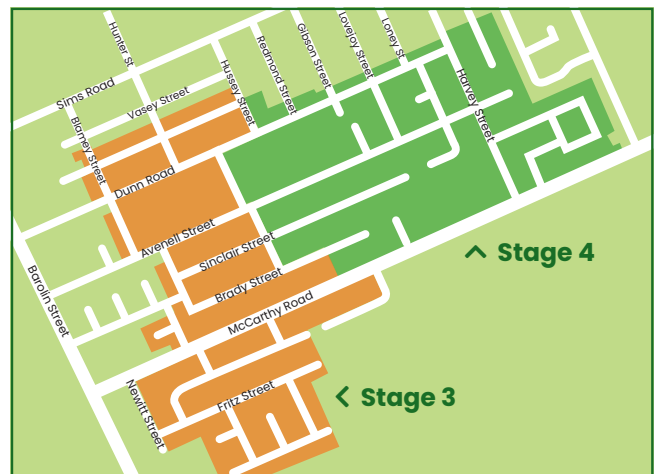 Hunter St
Sims Road
Vasey Street
Hussey Street
Redmond Street
Gibson Street
Lovejoy Street
Loney St
Harvey Street
Blarney Street
Dunn Road
Avenell Street
Sinclair Street
Brady Street
McCarthy Road
Barolin Street
Newitt Street
Fritz Street
^ Stage 4
< Stage 3